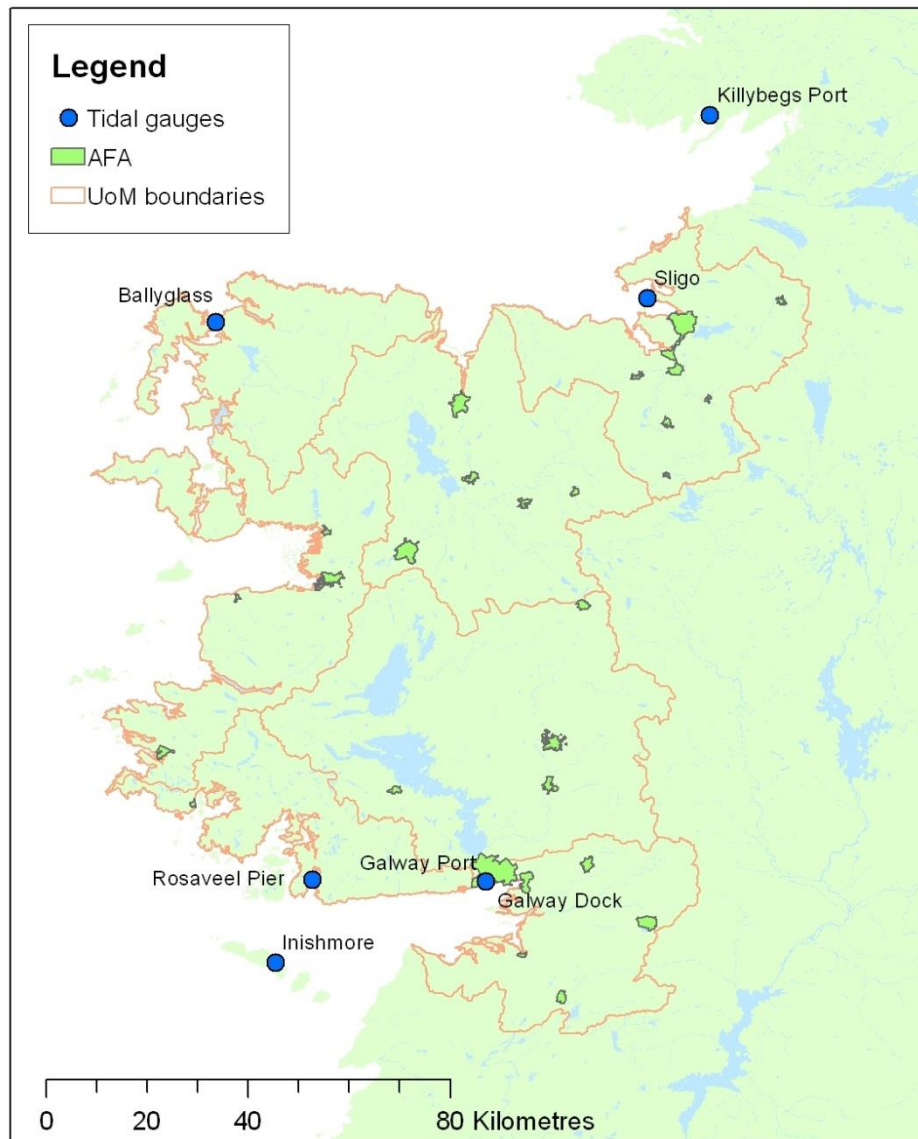 Legend
Tidal gauges
AFA
UoM boundaries
Killybegs Port
Sligo
Ballyglass
Galway Port
Rosaveel Pier
Galway Dock
Inishmore
0 20 40 80 Kilometres